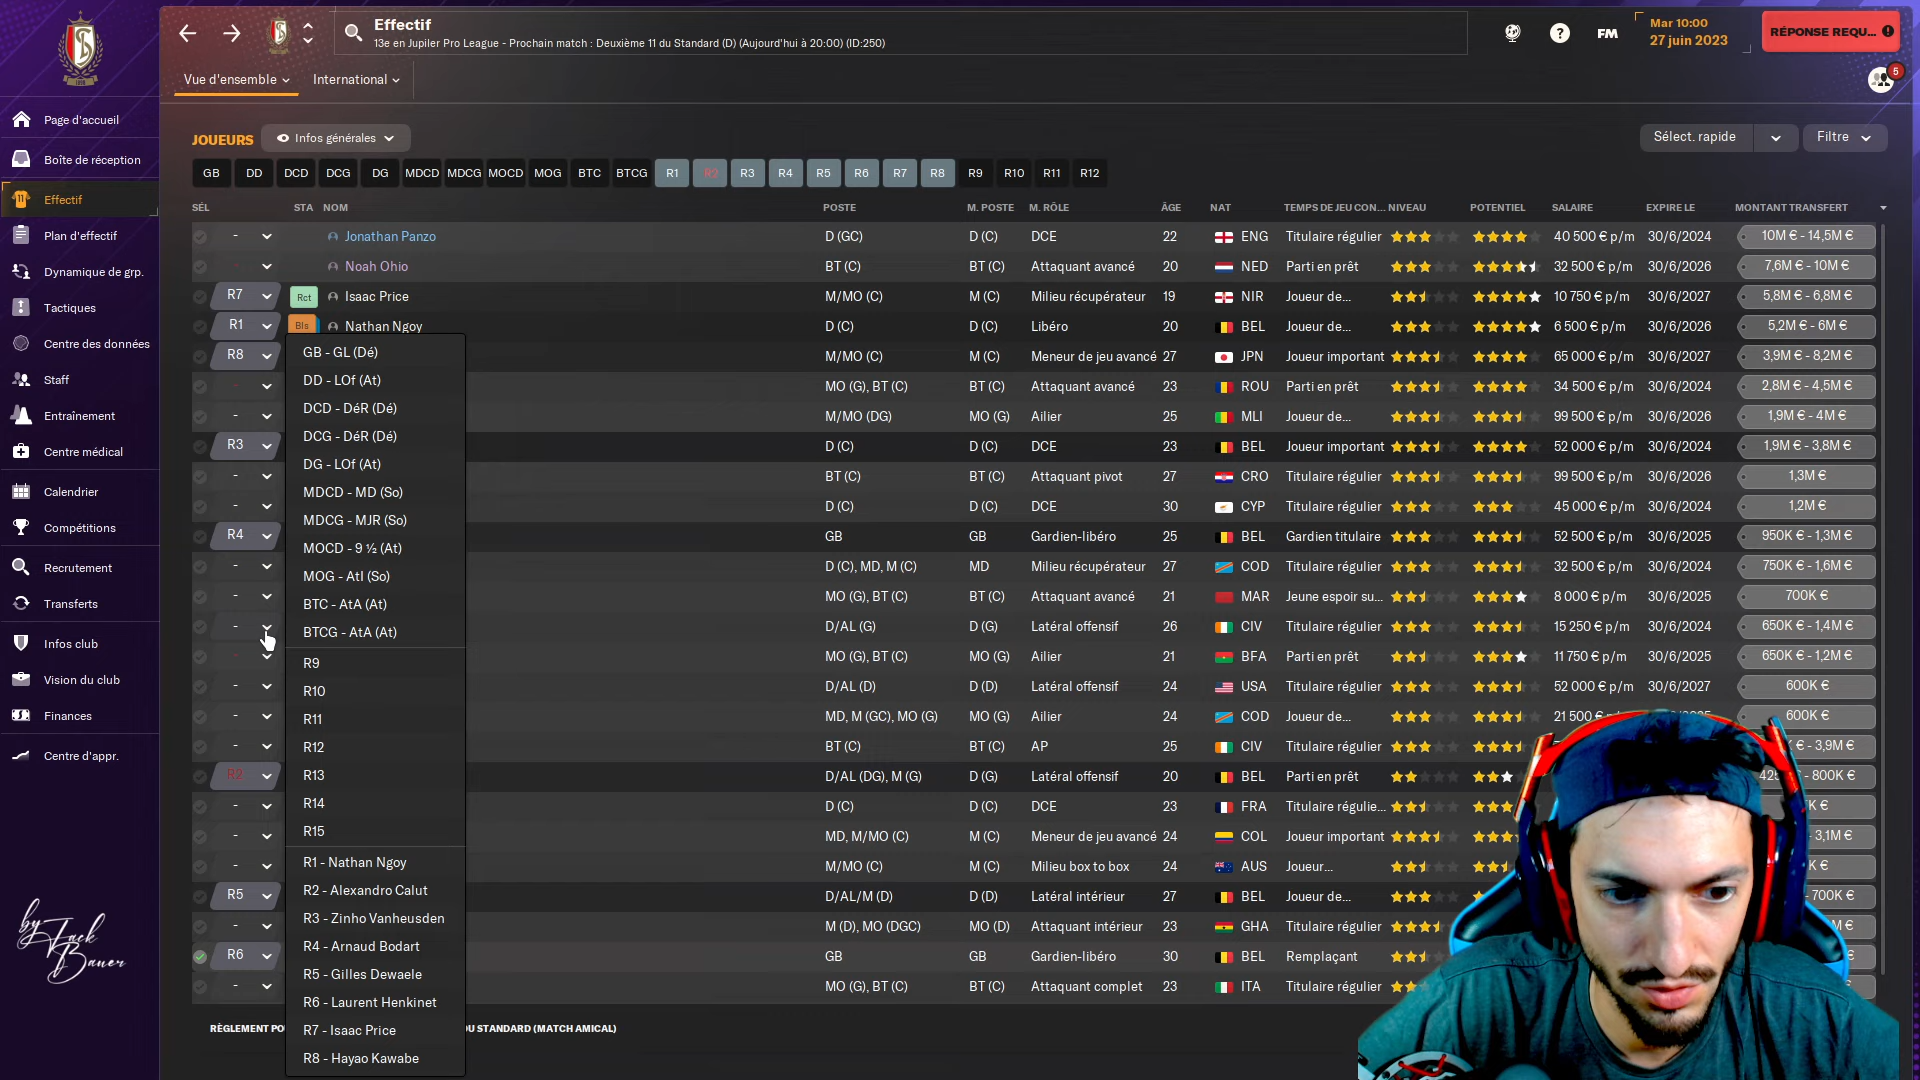 Effectif
13e en Jupiler Pro League - Prochain match : Deuxième 11 du Standard (D) (Aujourd'hui à 20:00) (ID:250)
FM
Mar 10:00
27 juin 2023
RÉPONSE REQU...
5
Vue d'ensemble
International
Page d'accueil
Boîte de réception
Effectif
Plan d'effectif
Dynamique de grp.
Tactiques
Centre des données
Staff
Entraînement
Centre médical
Calendrier
Compétitions
Recrutement
Transferts
Infos club
Vision du club
Finances
Centre d'appr.
by Jack Bauer
JOUEURS
Infos générales
Sélect. rapide
Filtre
GB DD DCD DCG DG MDCD MDCG MOCD MOG BTC BTCG R1 R2 R3 R4 R5 R6 R7 R8 R9 R10 R11 R12
SÉL STA NOM POSTE M. POSTE M. RÔLE ÂGE NAT TEMPS DE JEU CON... NIVEAU POTENTIEL SALAIRE EXPIRE LE MONTANT TRANSFERT
- Jonathan Panzo D (GC) D (C) DCE 22 ENG Titulaire régulier 40 500 € p/m 30/6/2024 10M € - 14,5M €
Noah Ohio BT (C) BT (C) Attaquant avancé 20 NED Parti en prêt 32 500 € p/m 30/6/2026 7,6M € - 10M €
R7 Rct Isaac Price M/MO (C) M (C) Milieu récupérateur 19 NIR Joueur de... 10 750 € p/m 30/6/2027 5,8M € - 6,8M €
R1 Bls Nathan Ngoy D (C) D (C) Libéro 20 BEL Joueur de... 6 500 € p/m 30/6/2026 5,2M € - 6M €
R8 M/MO (C) M (C) Meneur de jeu avancé 27 JPN Joueur important 65 000 € p/m 30/6/2027 3,9M € - 8,2M €
- MO (G), BT (C) BT (C) Attaquant avancé 23 ROU Parti en prêt 34 500 € p/m 30/6/2024 2,8M € - 4,5M €
- M/MO (DG) MO (G) Ailier 25 MLI Joueur de... 99 500 € p/m 30/6/2026 1,9M € - 4M €
R3 D (C) D (C) DCE 23 BEL Joueur important 52 000 € p/m 30/6/2024 1,9M € - 3,8M €
- BT (C) BT (C) Attaquant pivot 27 CRO Titulaire régulier 99 500 € p/m 30/6/2026 1,3M €
- D (C) D (C) DCE 30 CYP Titulaire régulier 45 000 € p/m 30/6/2024 1,2M €
R4 GB GB Gardien-libéro 25 BEL Gardien titulaire 52 500 € p/m 30/6/2025 950K € - 1,3M €
- D (C), MD, M (C) MD Milieu récupérateur 27 COD Titulaire régulier 32 500 € p/m 30/6/2024 750K € - 1,6M €
- MO (G), BT (C) BT (C) Attaquant avancé 21 MAR Jeune espoir su... 8 000 € p/m 30/6/2025 700K €
- D/AL (G) D (G) Latéral offensif 26 CIV Titulaire régulier 15 250 € p/m 30/6/2024 650K € - 1,4M €
- MO (G), BT (C) MO (G) Ailier 21 BFA Parti en prêt 11 750 € p/m 30/6/2025 650K € - 1,2M €
- D/AL (D) D (D) Latéral offensif 24 USA Titulaire régulier 52 000 € p/m 30/6/2027 600K €
- MD, M (GC), MO (G) MO (G) Ailier 24 COD Joueur de... 21 500 600K €
- BT (C) BT (C) AP 25 CIV Titulaire régulier € - 3,9M €
R2 D/AL (DG), M (G) D (G) Latéral offensif 20 BEL Parti en prêt - 800K €
- D (C) D (C) DCE 23 FRA Titulaire régulie... K €
- MD, M/MO (C) M (C) Meneur de jeu avancé 24 COL Joueur important - 3,1M €
- M/MO (C) M (C) Milieu box to box 24 AUS Joueur... K €
R5 D/AL/M (D) D (D) Latéral intérieur 27 BEL Joueur de... - 700K €
- M (D), MO (DGC) MO (D) Attaquant intérieur 23 GHA Titulaire régulier M €
R6 GB GB Gardien-libéro 30 BEL Remplaçant €
- MO (G), BT (C) BT (C) Attaquant complet 23 ITA Titulaire régulier
GB - GL (Dé)
DD - LOf (At)
DCD - DéR (Dé)
DCG - DéR (Dé)
DG - LOf (At)
MDCD - MD (So)
MDCG - MJR (So)
MOCD - 9 ½ (At)
MOG - Atl (So)
BTC - AtA (At)
BTCG - AtA (At)
R9
R10
R11
R12
R13
R14
R15
R1 - Nathan Ngoy
R2 - Alexandro Calut
R3 - Zinho Vanheusden
R4 - Arnaud Bodart
R5 - Gilles Dewaele
R6 - Laurent Henkinet
R7 - Isaac Price
R8 - Hayao Kawabe
RÈGLEMENT STANDARD (MATCH AMICAL)